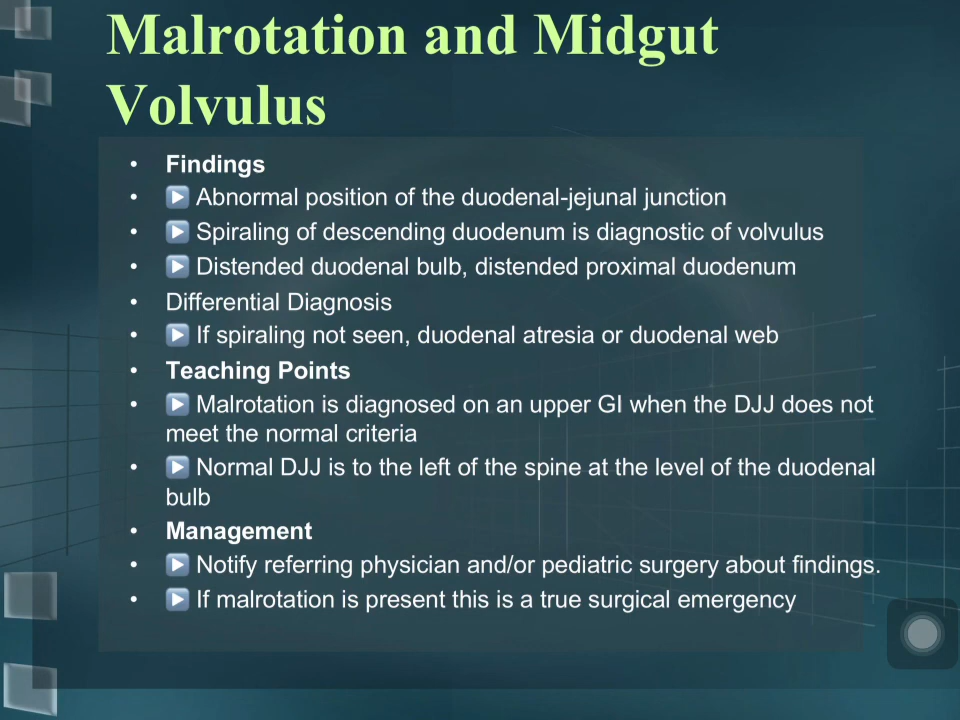 Malrotation and Midgut
Volvulus
• Findings
• ▶ Abnormal position of the duodenal-jejunal junction
• ▶ Spiraling of descending duodenum is diagnostic of volvulus
• ▶ Distended duodenal bulb, distended proximal duodenum
• Differential Diagnosis
• ▶ If spiraling not seen, duodenal atresia or duodenal web
• Teaching Points
• ▶ Malrotation is diagnosed on an upper GI when the DJJ does not
meet the normal criteria
• ▶ Normal DJJ is to the left of the spine at the level of the duodenal
bulb
• Management
• ▶ Notify referring physician and/or pediatric surgery about findings.
• ▶ If malrotation is present this is a true surgical emergency